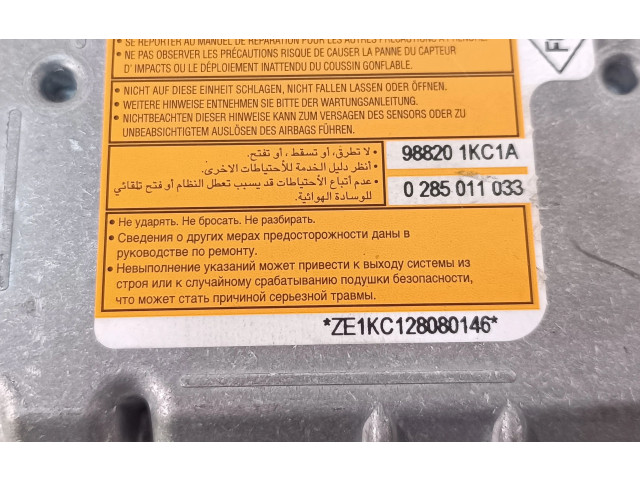 • SE REPORTER AU MANUEL DE RÉPARATION POUR LES AUTRES PRÉCAUTIONS À PRENDRE.
• NE PAS OBSERVER LES PRÉCAUTIONS RISQUE DE CAUSER LA PANNE DU CAPTEUR
D' IMPACTS OU LE DÉPLOIEMENT INATTENDU DU COUSSIN GONFLABLE.
• NICHT AUF DIESE EINHEIT SCHLAGEN, NICHT FALLEN LASSEN ODER ÖFFNEN.
• WEITERE HINWEISE ENTNEHMEN SIE BITTE DER WARTUNGSANLEITUNG.
• NICHTBEACHTEN DIESER HINWEISE KANN ZUM VERSAGEN DES SENSORS ODER ZU
UNBEABSICHTIGTEM AUSLÖSEN DES AIRBAGS FÜHREN.
• لا تطرق، أو تسقط، أو تفتح.
• أنظر دليل الخدمة للأحتياطات الاخرى.
• عدم أتباع الإحتياطات قد يسبب تعطل النظام أو فتح تلقائي
للوسادة الهوائية.
98820 1KC1A
0 285 011 033
• Не ударять. Не бросать. Не разбирать.
• Сведения о других мерах предосторожности даны в
руководстве по ремонту.
• Невыполнение указаний может привести к выходу системы из
строя или к случайному срабатыванию подушки безопасности,
что может стать причиной серьезной травмы.
*ZE1KC128080146*